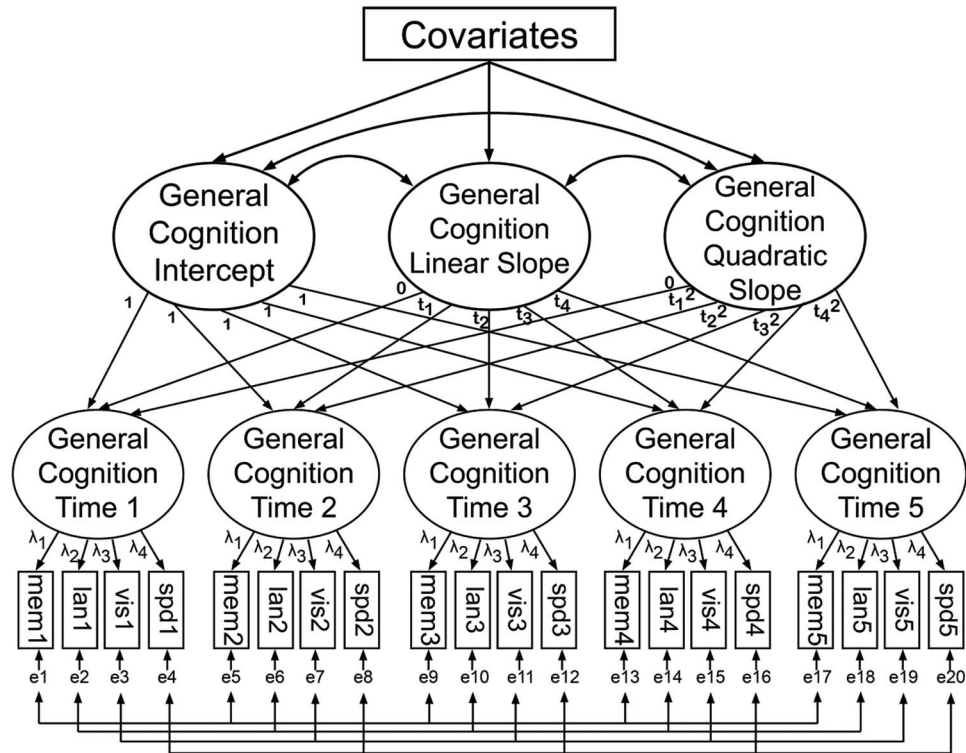 Covariates
General
Cognition
Intercept
General
Cognition
Linear Slope
General
Cognition
Quadratic
Slope
1
1
1
1
1
0
t₁
t₂
t₃
t₄
0
t₁²
t₂²
t₃²
t₄²
General
Cognition
Time 1
General
Cognition
Time 2
General
Cognition
Time 3
General
Cognition
Time 4
General
Cognition
Time 5
λ₁ λ₂ λ₃ λ₄
λ₁ λ₂ λ₃ λ₄
λ₁ λ₂ λ₃ λ₄
λ₁ λ₂ λ₃ λ₄
λ₁ λ₂ λ₃ λ₄
mem1 lan1 vis1 spd1
mem2 lan2 vis2 spd2
mem3 lan3 vis3 spd3
mem4 lan4 vis4 spd4
mem5 lan5 vis5 spd5
e1 e2 e3 e4 e5 e6 e7 e8 e9 e10 e11 e12 e13 e14 e15 e16 e17 e18 e19 e20